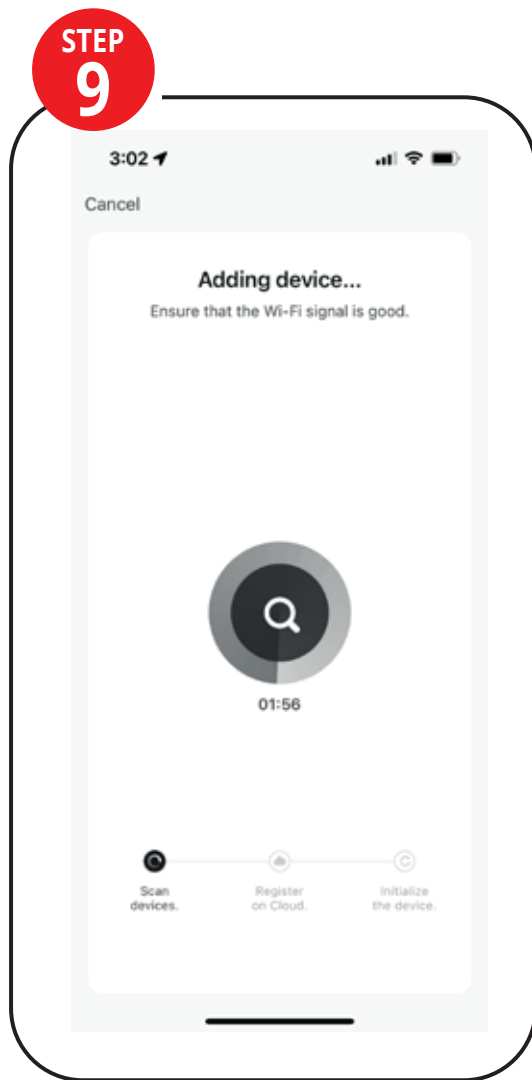 STEP
9
3:02
Cancel
Adding device...
Ensure that the Wi-Fi signal is good.
01:56
Scan
devices.
Register
on Cloud.
Initialize
the device.